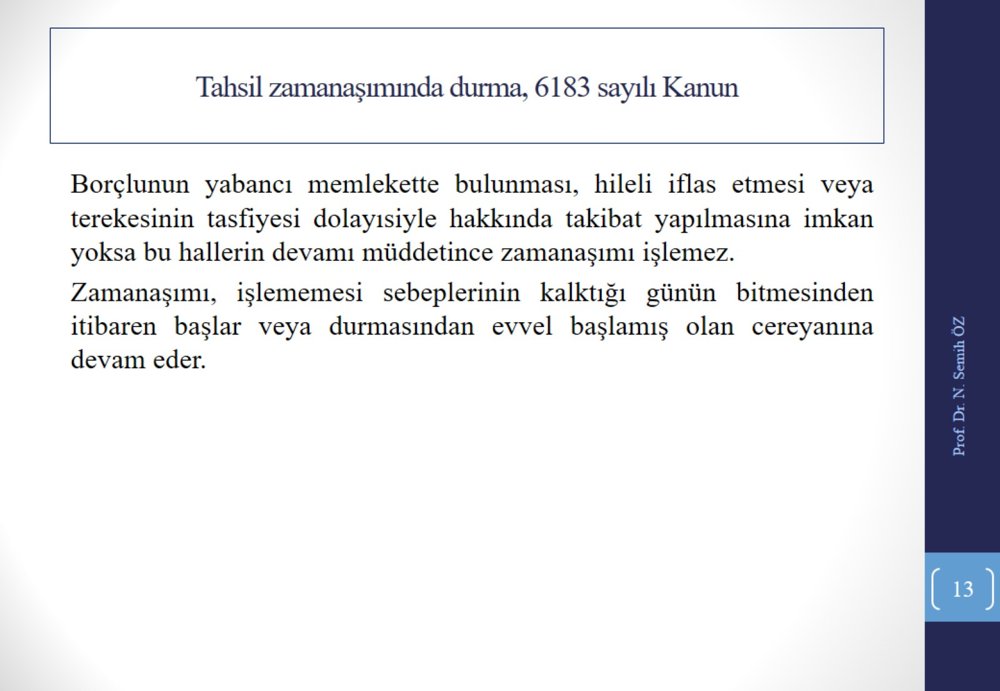 Tahsil zamanaşımında durma, 6183 sayılı Kanun
Borçlunun yabancı memlekette bulunması, hileli iflas etmesi veya
terekesinin tasfiyesi dolayısiyle hakkında takibat yapılmasına imkan
yoksa bu hallerin devamı müddetince zamanaşımı işlemez.
Zamanaşımı, işlememesi sebeplerinin kalktığı günün bitmesinden
itibaren başlar veya durmasından evvel başlamış olan cereyanına
devam eder.
Prof. Dr. N. Semih ÖZ
13